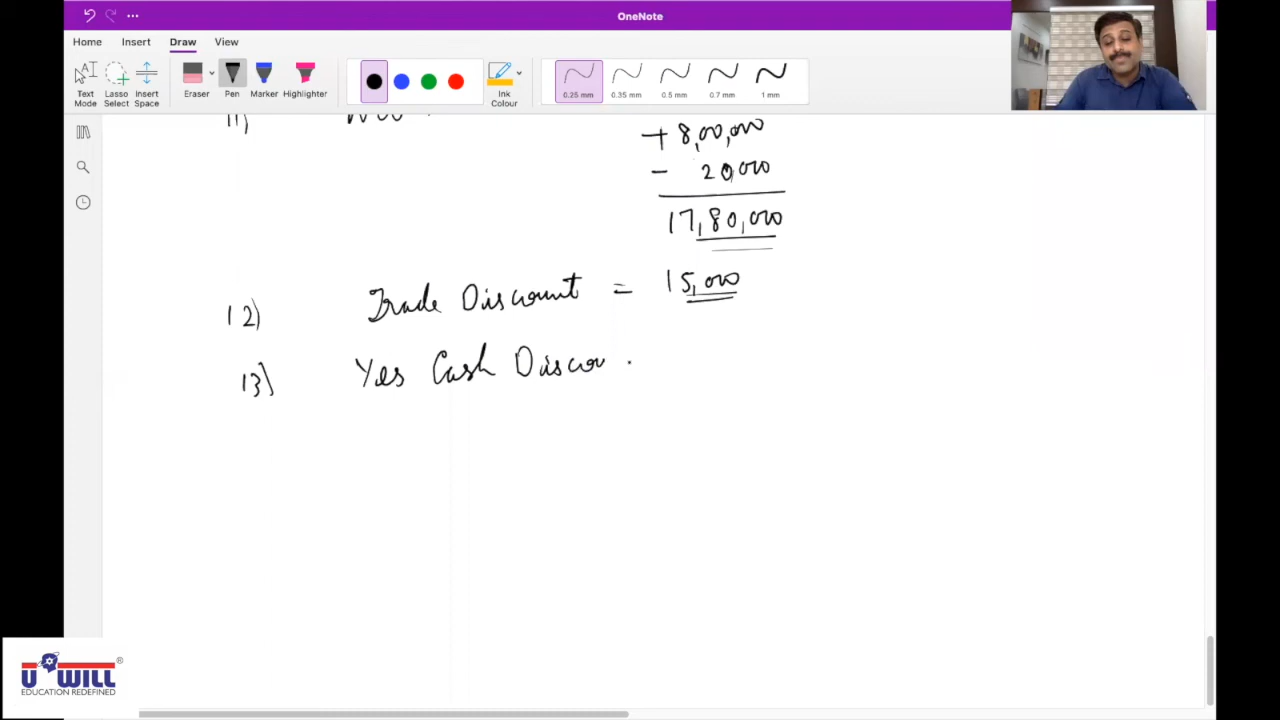 OneNote
Home Insert Draw View
Text Mode Lasso Select Insert Space Eraser Pen Marker Highlighter Ink Colour 0.25 mm 0.35 mm 0.5 mm 0.7 mm 1 mm
11)
+ 8,00,000
- 20,000
17,80,000
12) Trade Discount = 15,000
13) Yes Cash Discou
U WILL ®
EDUCATION REDEFINED